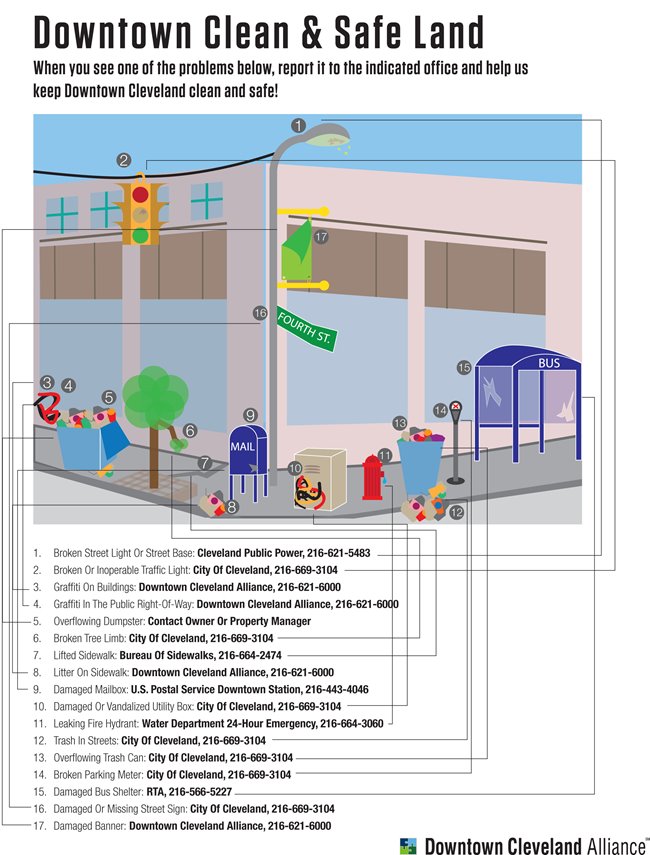 Downtown Clean & Safe Land
When you see one of the problems below, report it to the indicated office and help us
keep Downtown Cleveland clean and safe!
1
2
17
16
FOURTH ST.
15
BUS
3
4
5
14
9
13
6
MAIL
11
7
10
8
12
1. Broken Street Light Or Street Base: Cleveland Public Power, 216-621-5483
2. Broken Or Inoperable Traffic Light: City Of Cleveland, 216-669-3104
3. Graffiti On Buildings: Downtown Cleveland Alliance, 216-621-6000
4. Graffiti In The Public Right-Of-Way: Downtown Cleveland Alliance, 216-621-6000
5. Overflowing Dumpster: Contact Owner Or Property Manager
6. Broken Tree Limb: City Of Cleveland, 216-669-3104
7. Lifted Sidewalk: Bureau Of Sidewalks, 216-664-2474
8. Litter On Sidewalk: Downtown Cleveland Alliance, 216-621-6000
9. Damaged Mailbox: U.S. Postal Service Downtown Station, 216-443-4046
10. Damaged Or Vandalized Utility Box: City Of Cleveland, 216-669-3104
11. Leaking Fire Hydrant: Water Department 24-Hour Emergency, 216-664-3060
12. Trash In Streets: City Of Cleveland, 216-669-3104
13. Overflowing Trash Can: City Of Cleveland, 216-669-3104
14. Broken Parking Meter: City Of Cleveland, 216-669-3104
15. Damaged Bus Shelter: RTA, 216-566-5227
16. Damaged Or Missing Street Sign: City Of Cleveland, 216-669-3104
17. Damaged Banner: Downtown Cleveland Alliance, 216-621-6000
Downtown Cleveland Alliance℠